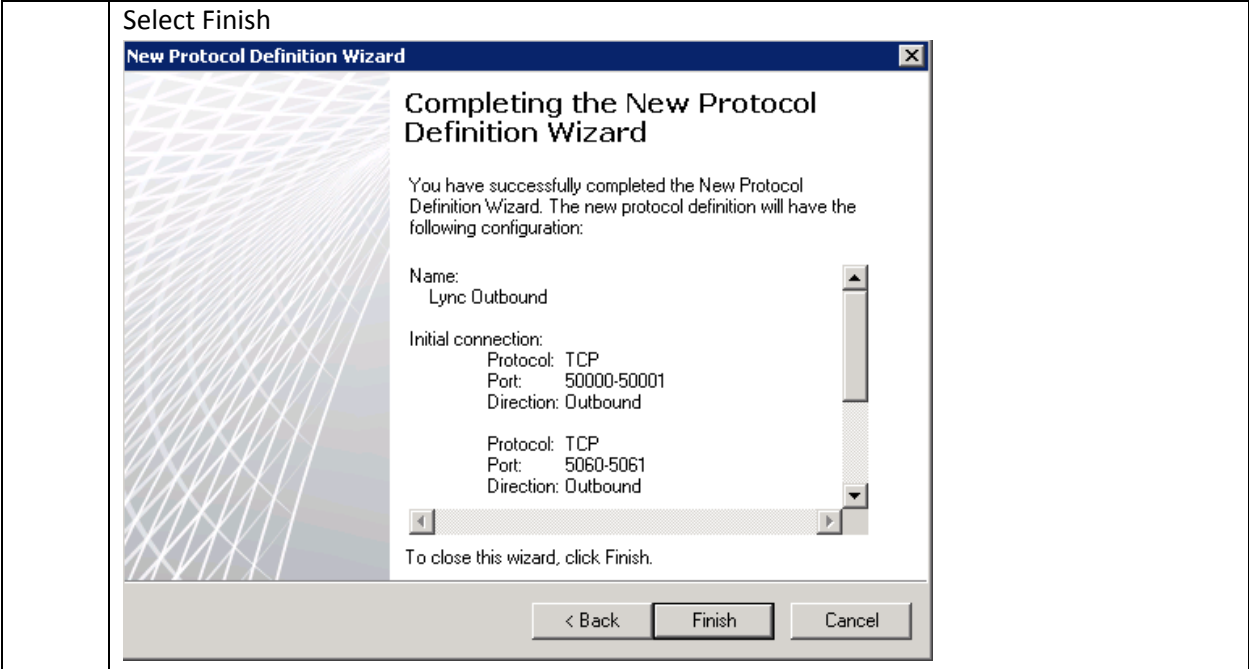 Select Finish
New Protocol Definition Wizard
Completing the New Protocol
Definition Wizard
You have successfully completed the New Protocol
Definition Wizard. The new protocol definition will have the
following configuration:
Name:
Lync Outbound
Initial connection:
Protocol: TCP
Port: 50000-50001
Direction: Outbound
Protocol: TCP
Port: 5060-5061
Direction: Outbound
To close this wizard, click Finish.
< Back Finish Cancel